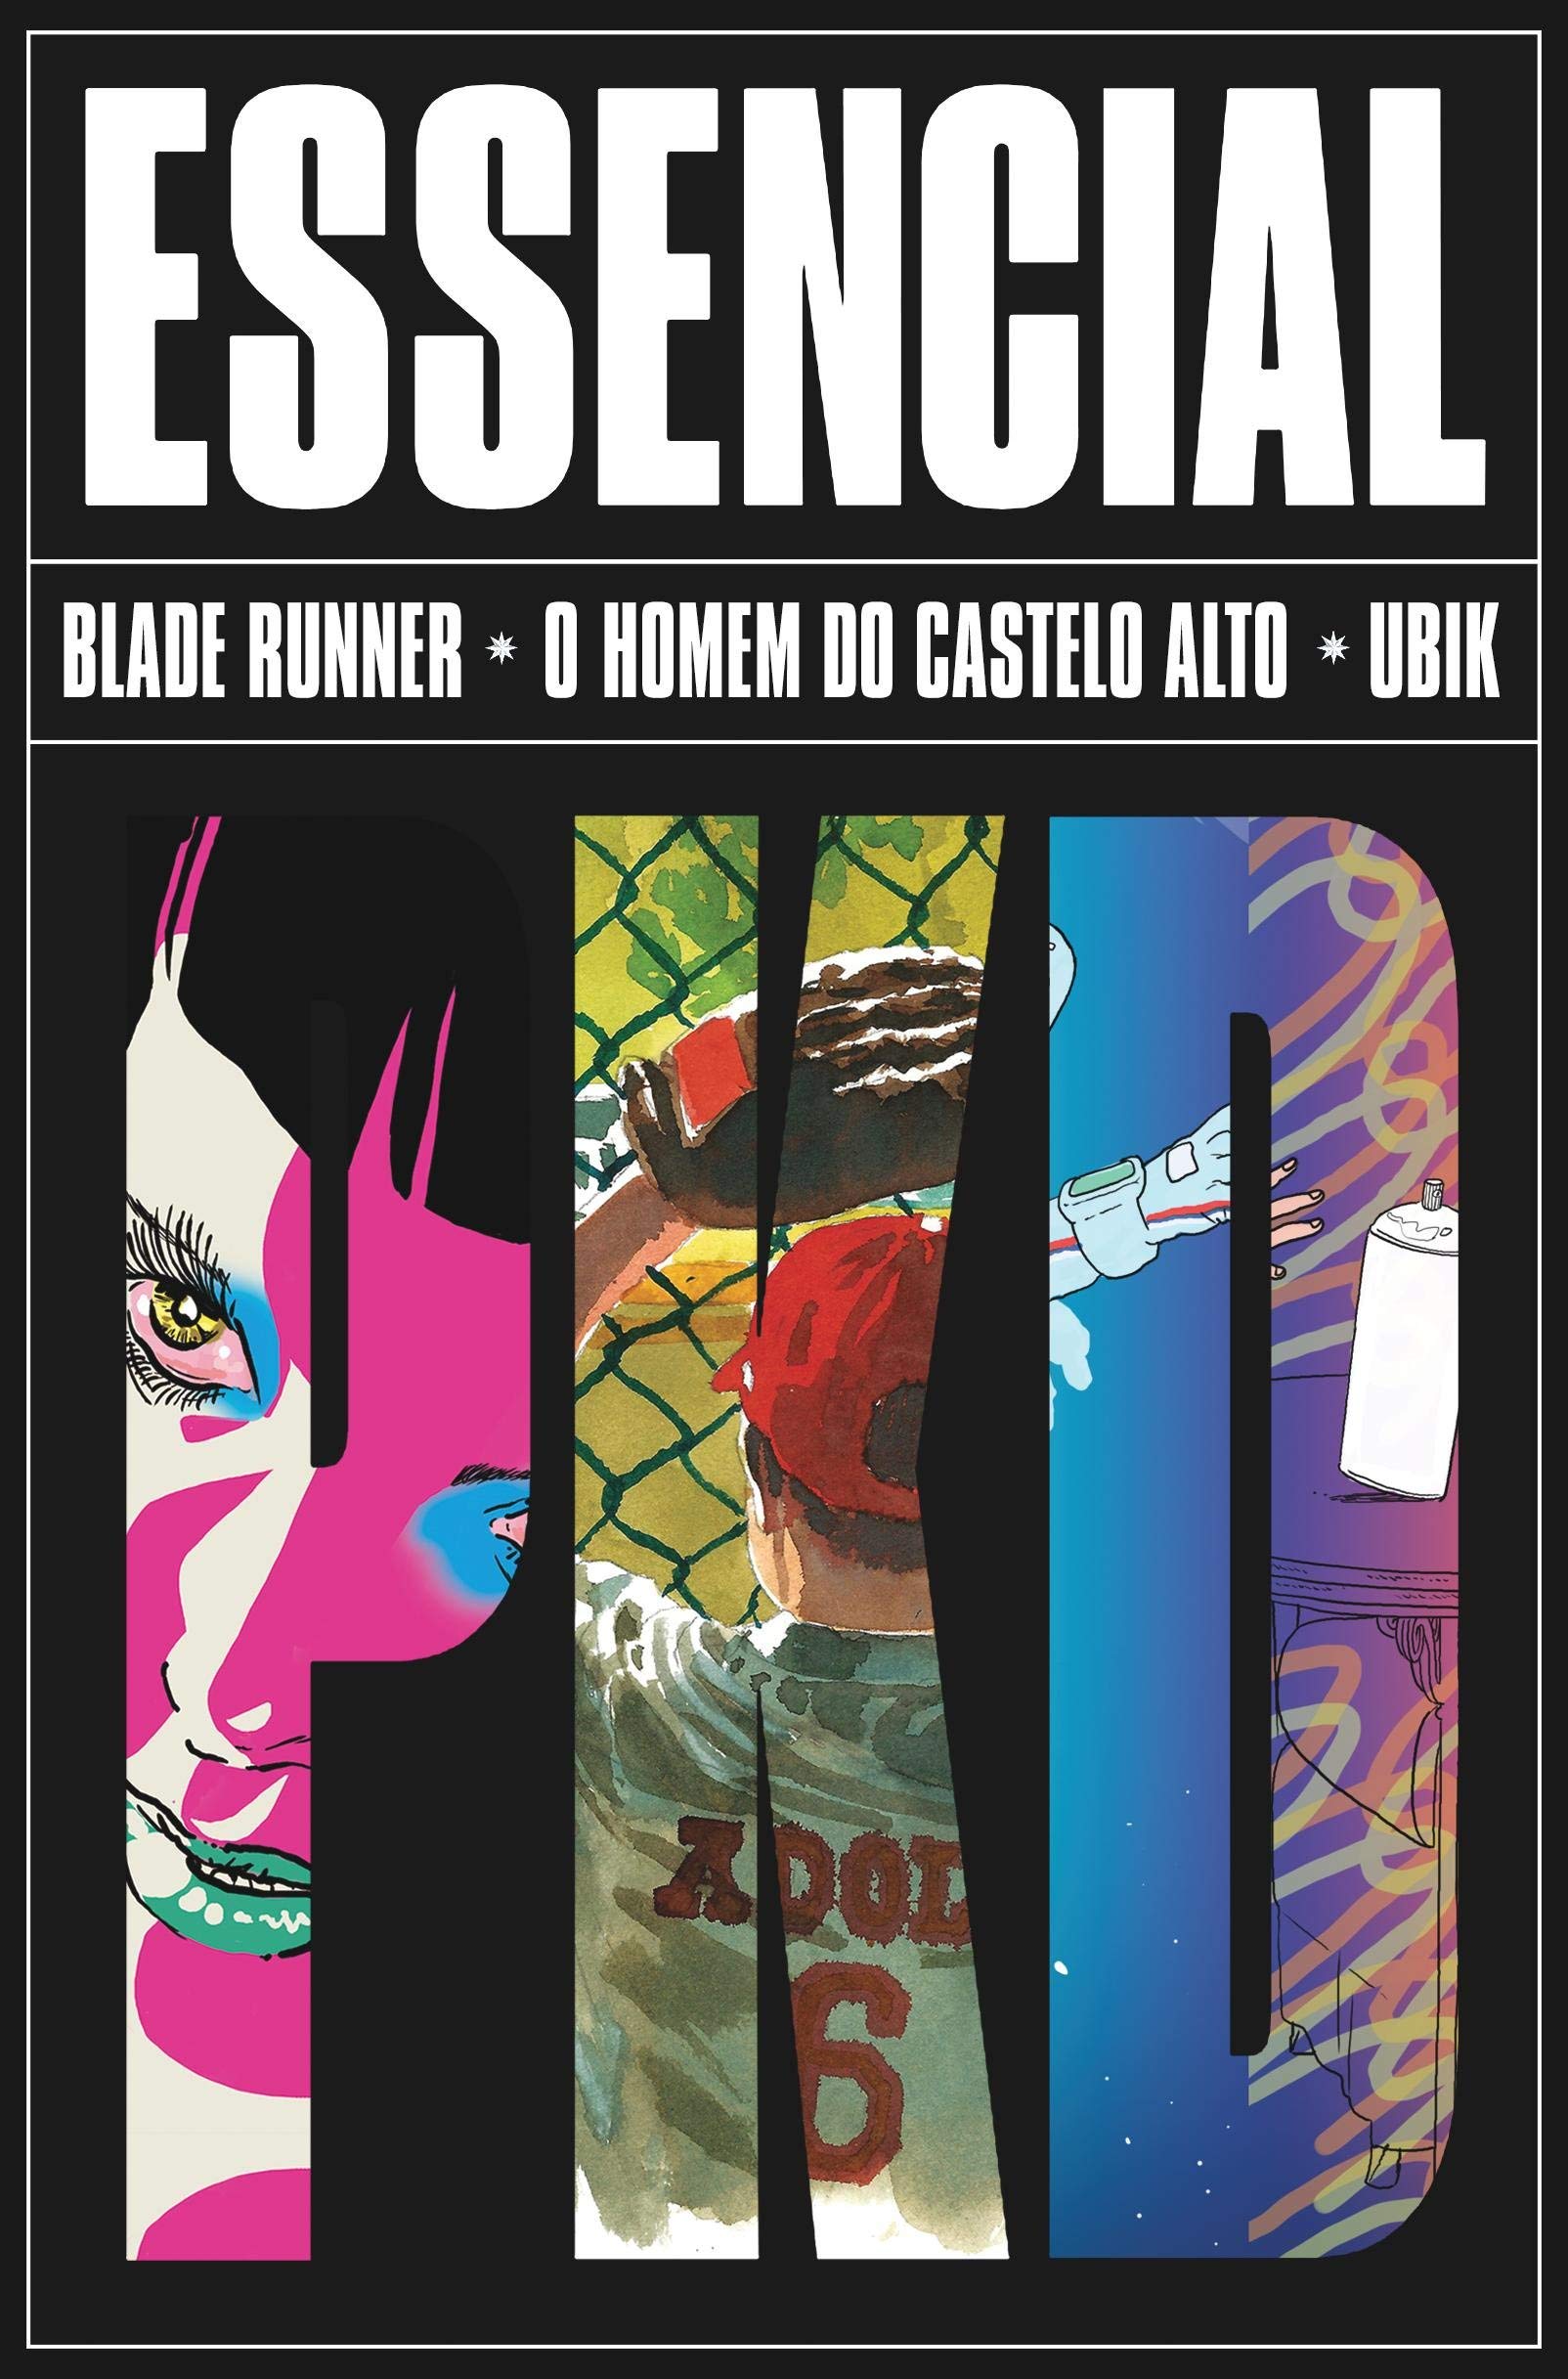 ESSENCIAL
BLADE RUNNER * O HOMEM DO CASTELO ALTO * UBIK
PKD
ADOL
6